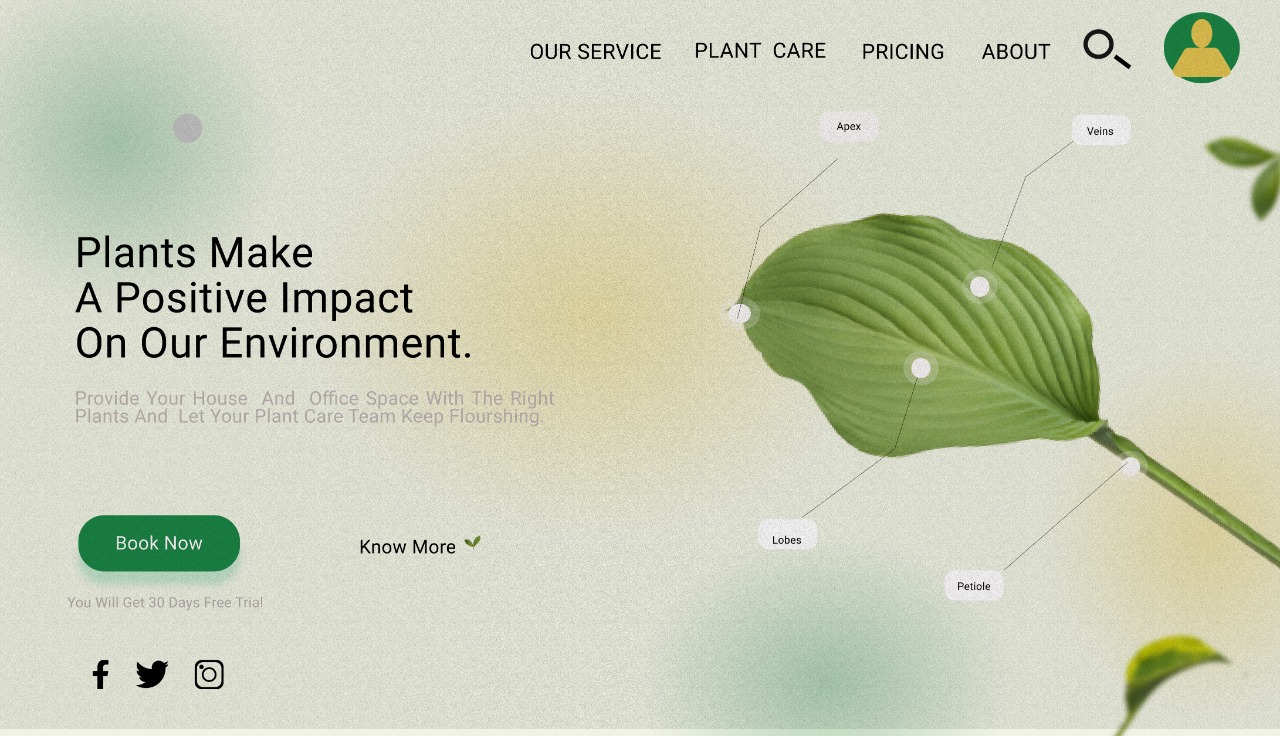 OUR SERVICE
PLANT CARE
PRICING
ABOUT
Apex
Veins
Plants Make
A Positive Impact
On Our Environment.
Provide Your House And Office Space With The Right
Plants And Let Your Plant Care Team Keep Flourshing.
Lobes
Book Now
Know More
Petiole
You Will Get 30 Days Free Trial